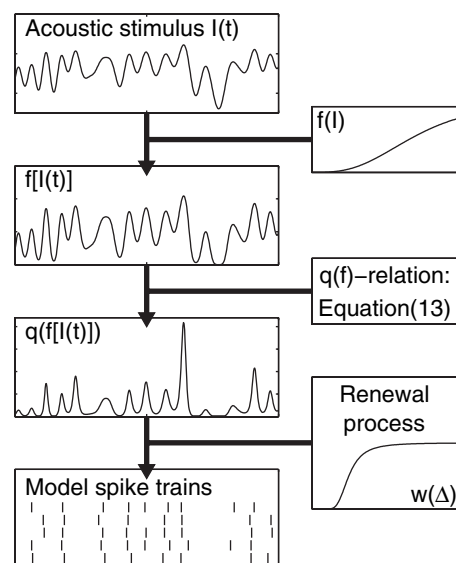 Acoustic stimulus I(t)
f(I)
f[I(t)]
q(f)−relation:
Equation(13)
q(f[I(t)])
Renewal
process
w(Δ)
Model spike trains